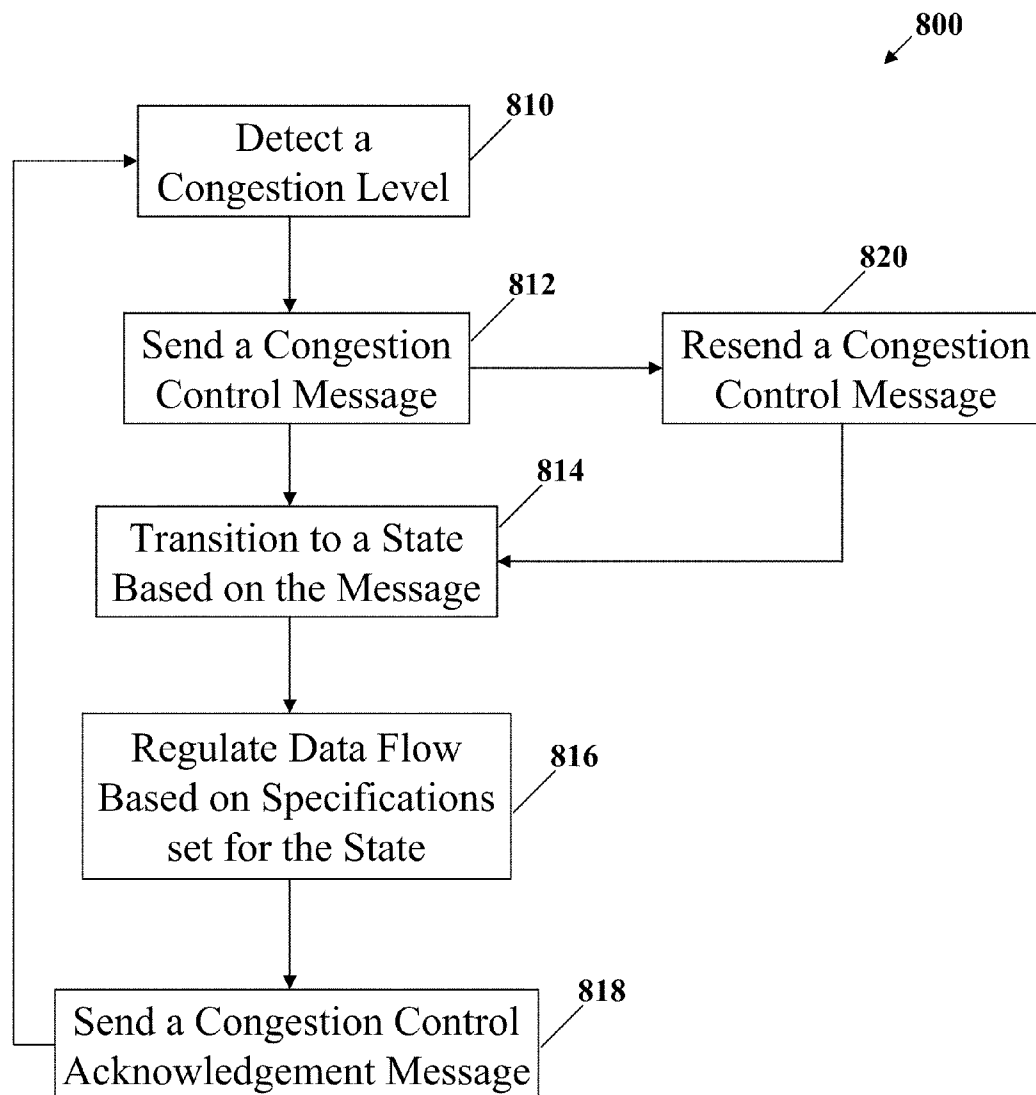 800
810
Detect a
Congestion Level
812
Send a Congestion
Control Message
820
Resend a Congestion
Control Message
814
Transition to a State
Based on the Message
Regulate Data Flow
Based on Specifications
set for the State
816
Send a Congestion Control
Acknowledgement Message
818